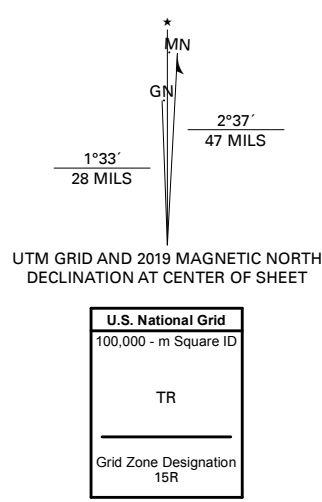 MN
GN
1°33´
28 MILS
2°37´
47 MILS
UTM GRID AND 2019 MAGNETIC NORTH
DECLINATION AT CENTER OF SHEET
U.S. National Grid
100,000 - m Square ID
TR
Grid Zone Designation
15R